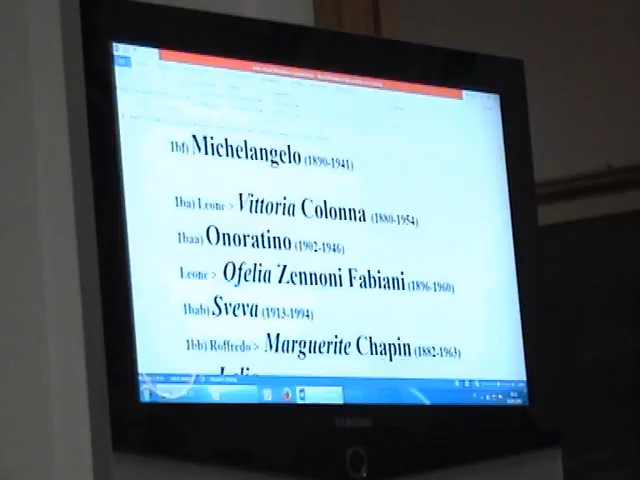 1bf) Michelangelo (1890-1941)
1ba) Leone > Vittoria Colonna (1880-1954)
1baa) Onoratino (1902-1946)
Leone > Ofelia Zennoni Fabiani (1896-1960)
1bab) Sveva (1913-1994)
1bb) Roffredo > Marguerite Chapin (1882-1963)
SAMSUNG